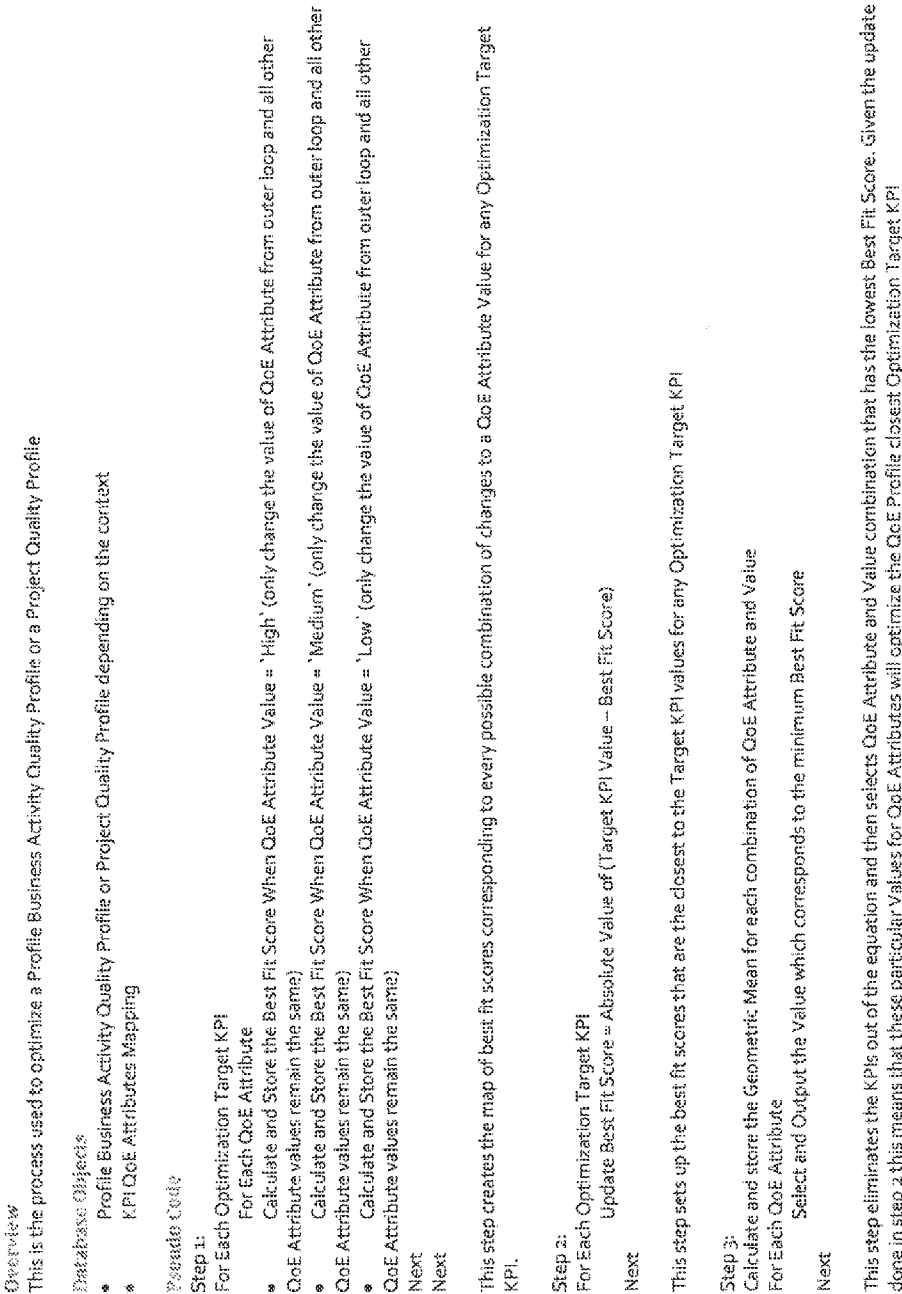 Overview
This is the process used to optimize a Profile Business Activity Quality Profile or a Project Quality Profile
Database Objects
• Profile Business Activity Quality Profile or Project Quality Profile depending on the context
• KPI QoE Attributes Mapping
Pseudo Code
Step 1:
For Each Optimization Target KPI
For Each QoE Attribute
• Calculate and Store the Best Fit Score When QoE Attribute Value = `High` (only change the value of QoE Attribute from outer loop and all other
QoE Attribute values remain the same)
• Calculate and Store the Best Fit Score When QoE Attribute Value = `Medium` (only change the value of QoE Attribute from outer loop and all other
QoE Attribute values remain the same)
• Calculate and Store the Best Fit Score When QoE Attribute Value = `Low` (only change the value of QoE Attribute from outer loop and all other
QoE Attribute values remain the same)
Next
Next
This step creates the map of best fit scores corresponding to every possible combination of changes to a QoE Attribute Value for any Optimization Target
KPI.
Step 2:
For Each Optimization Target KPI
Update Best Fit Score = Absolute Value of (Target KPI Value – Best Fit Score)
Next
This step sets up the best fit scores that are the closest to the Target KPI values for any Optimization Target KPI
Step 3:
Calculate and store the Geometric Mean for each combination of QoE Attribute and Value
For Each QoE Attribute
Select and Output the Value which corresponds to the minimum Best Fit Score
Next
This step eliminates the KPIs out of the equation and then selects QoE Attribute and Value combination that has the lowest Best Fit Score. Given the update
done in step 2 this means that these particular Values for QoE Attributes will optimize the QoE Profile closest Optimization Target KPI